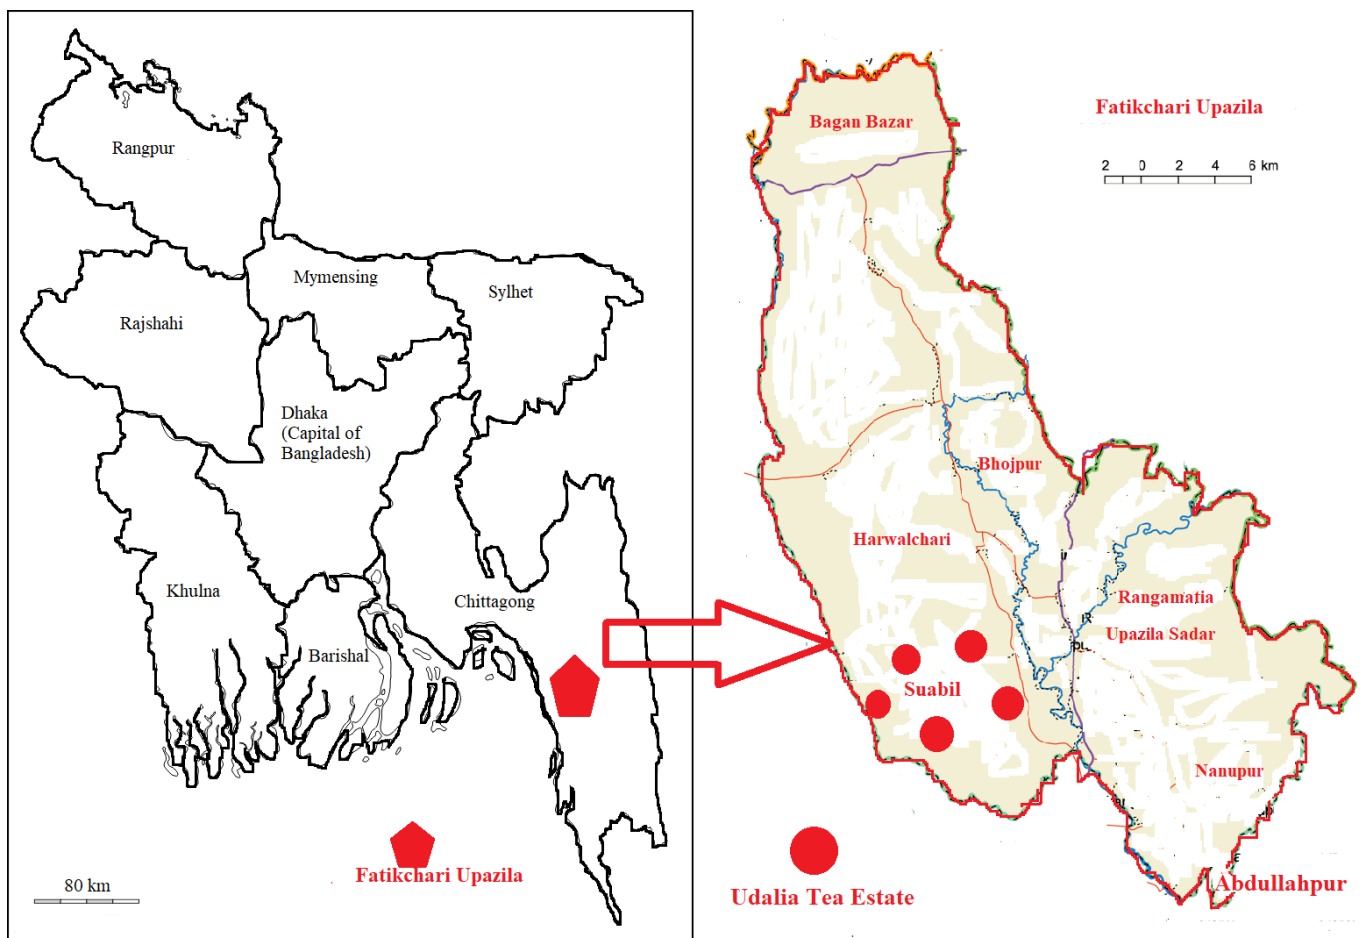 Rangpur
Mymensing
Sylhet
Rajshahi
Dhaka
(Capital of
Bangladesh)
Khulna
Chittagong
Barishal
Fatikchari Upazila
80 km
Fatikchari Upazila
2 0 2 4 6 km
Bagan Bazar
Bhojpur
Harwalchari
Rangamatia
Upazila Sadar
Suabil
Nanupur
Abdullahpur
Udalia Tea Estate